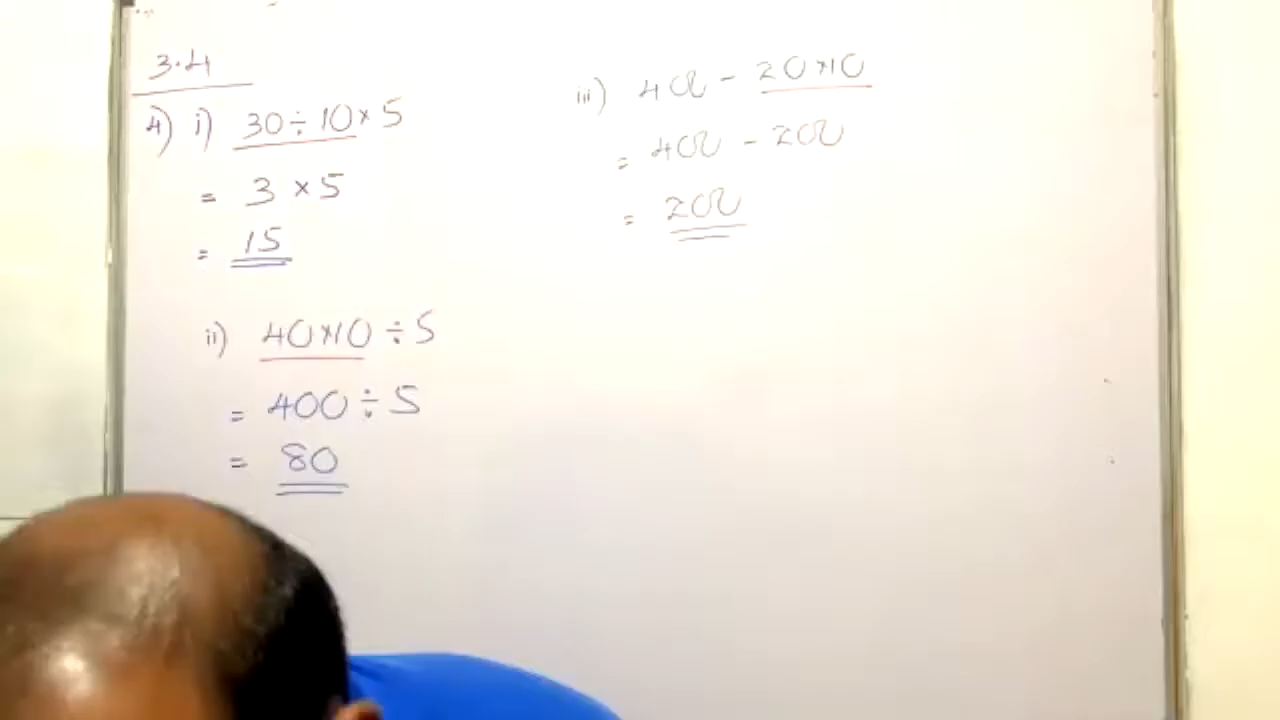 3.4
4) i) 30 ÷ 10 × 5
= 3 × 5
= 15
ii) 40×10 ÷ 5
= 400 ÷ 5
= 80
iii) 400 - 20×10
= 400 - 200
= 200